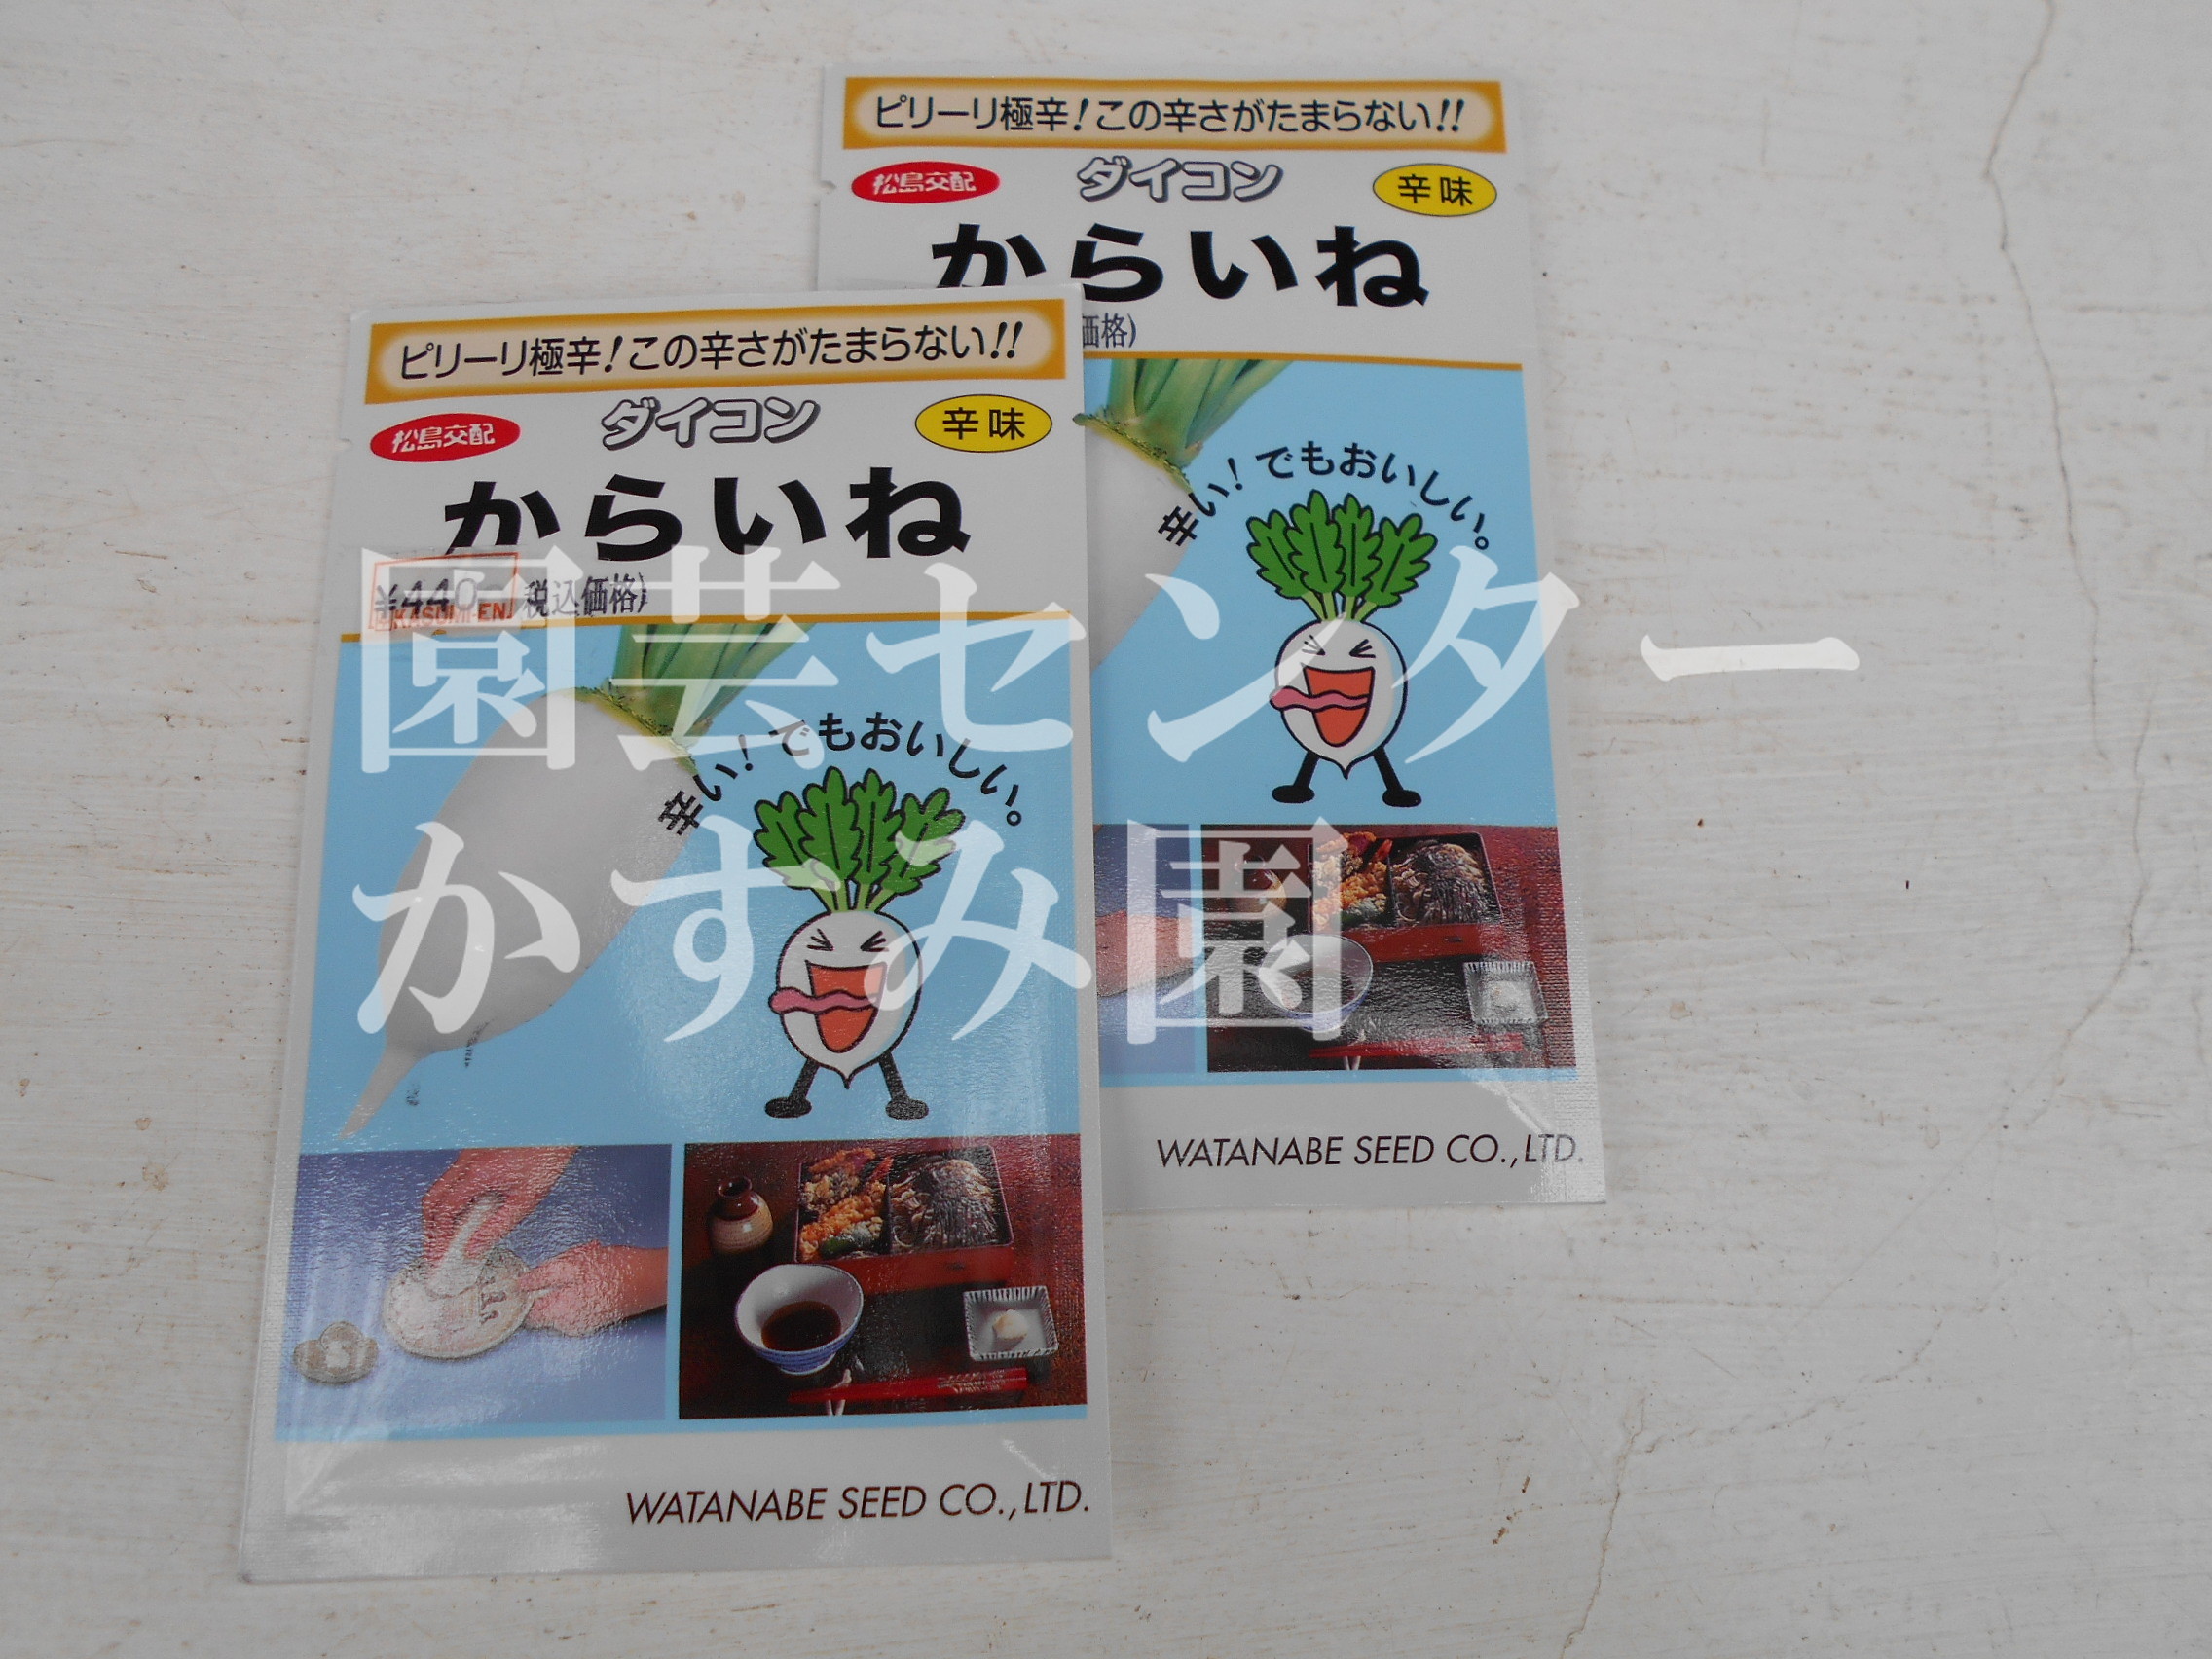 ピリーリ極辛!この辛さがたまらない!!
松島交配
ダイコン
辛味
からいね
価格)
辛い!でもおいしい。
WATANABE SEED CO.,LTD.
ピリーリ極辛!この辛さがたまらない!!
松島交配
ダイコン
辛味
からいね
¥440-
KASUMI-EN
税込価格)
辛い!でもおいしい。
WATANABE SEED CO.,LTD.
園芸センター
かすみ園